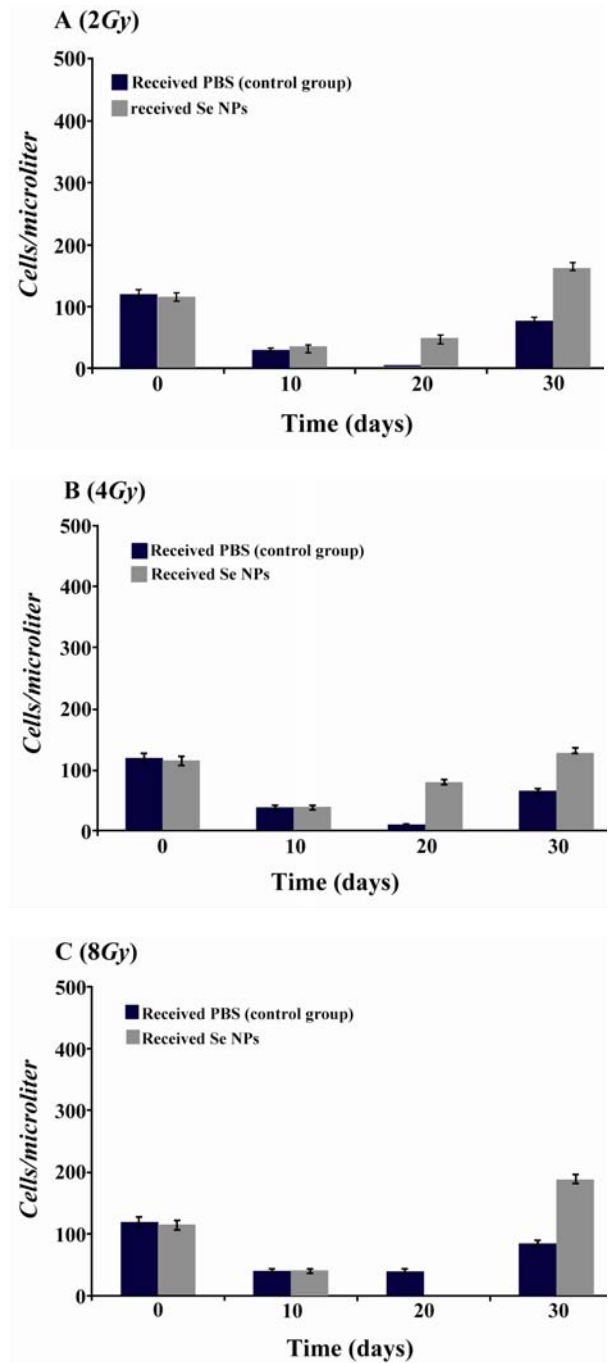 A (2Gy)
500
Received PBS (control group)
received Se NPs
400
300
Cells/microliter
200
100
0
0 10 20 30
Time (days)
B (4Gy)
500
Received PBS (control group)
Received Se NPs
400
300
Cells/microliter
200
100
0
0 10 20 30
Time (days)
C (8Gy)
500
Received PBS (control group)
Received Se NPs
400
300
Cells/microliter
200
100
0
0 10 20 30
Time (days)